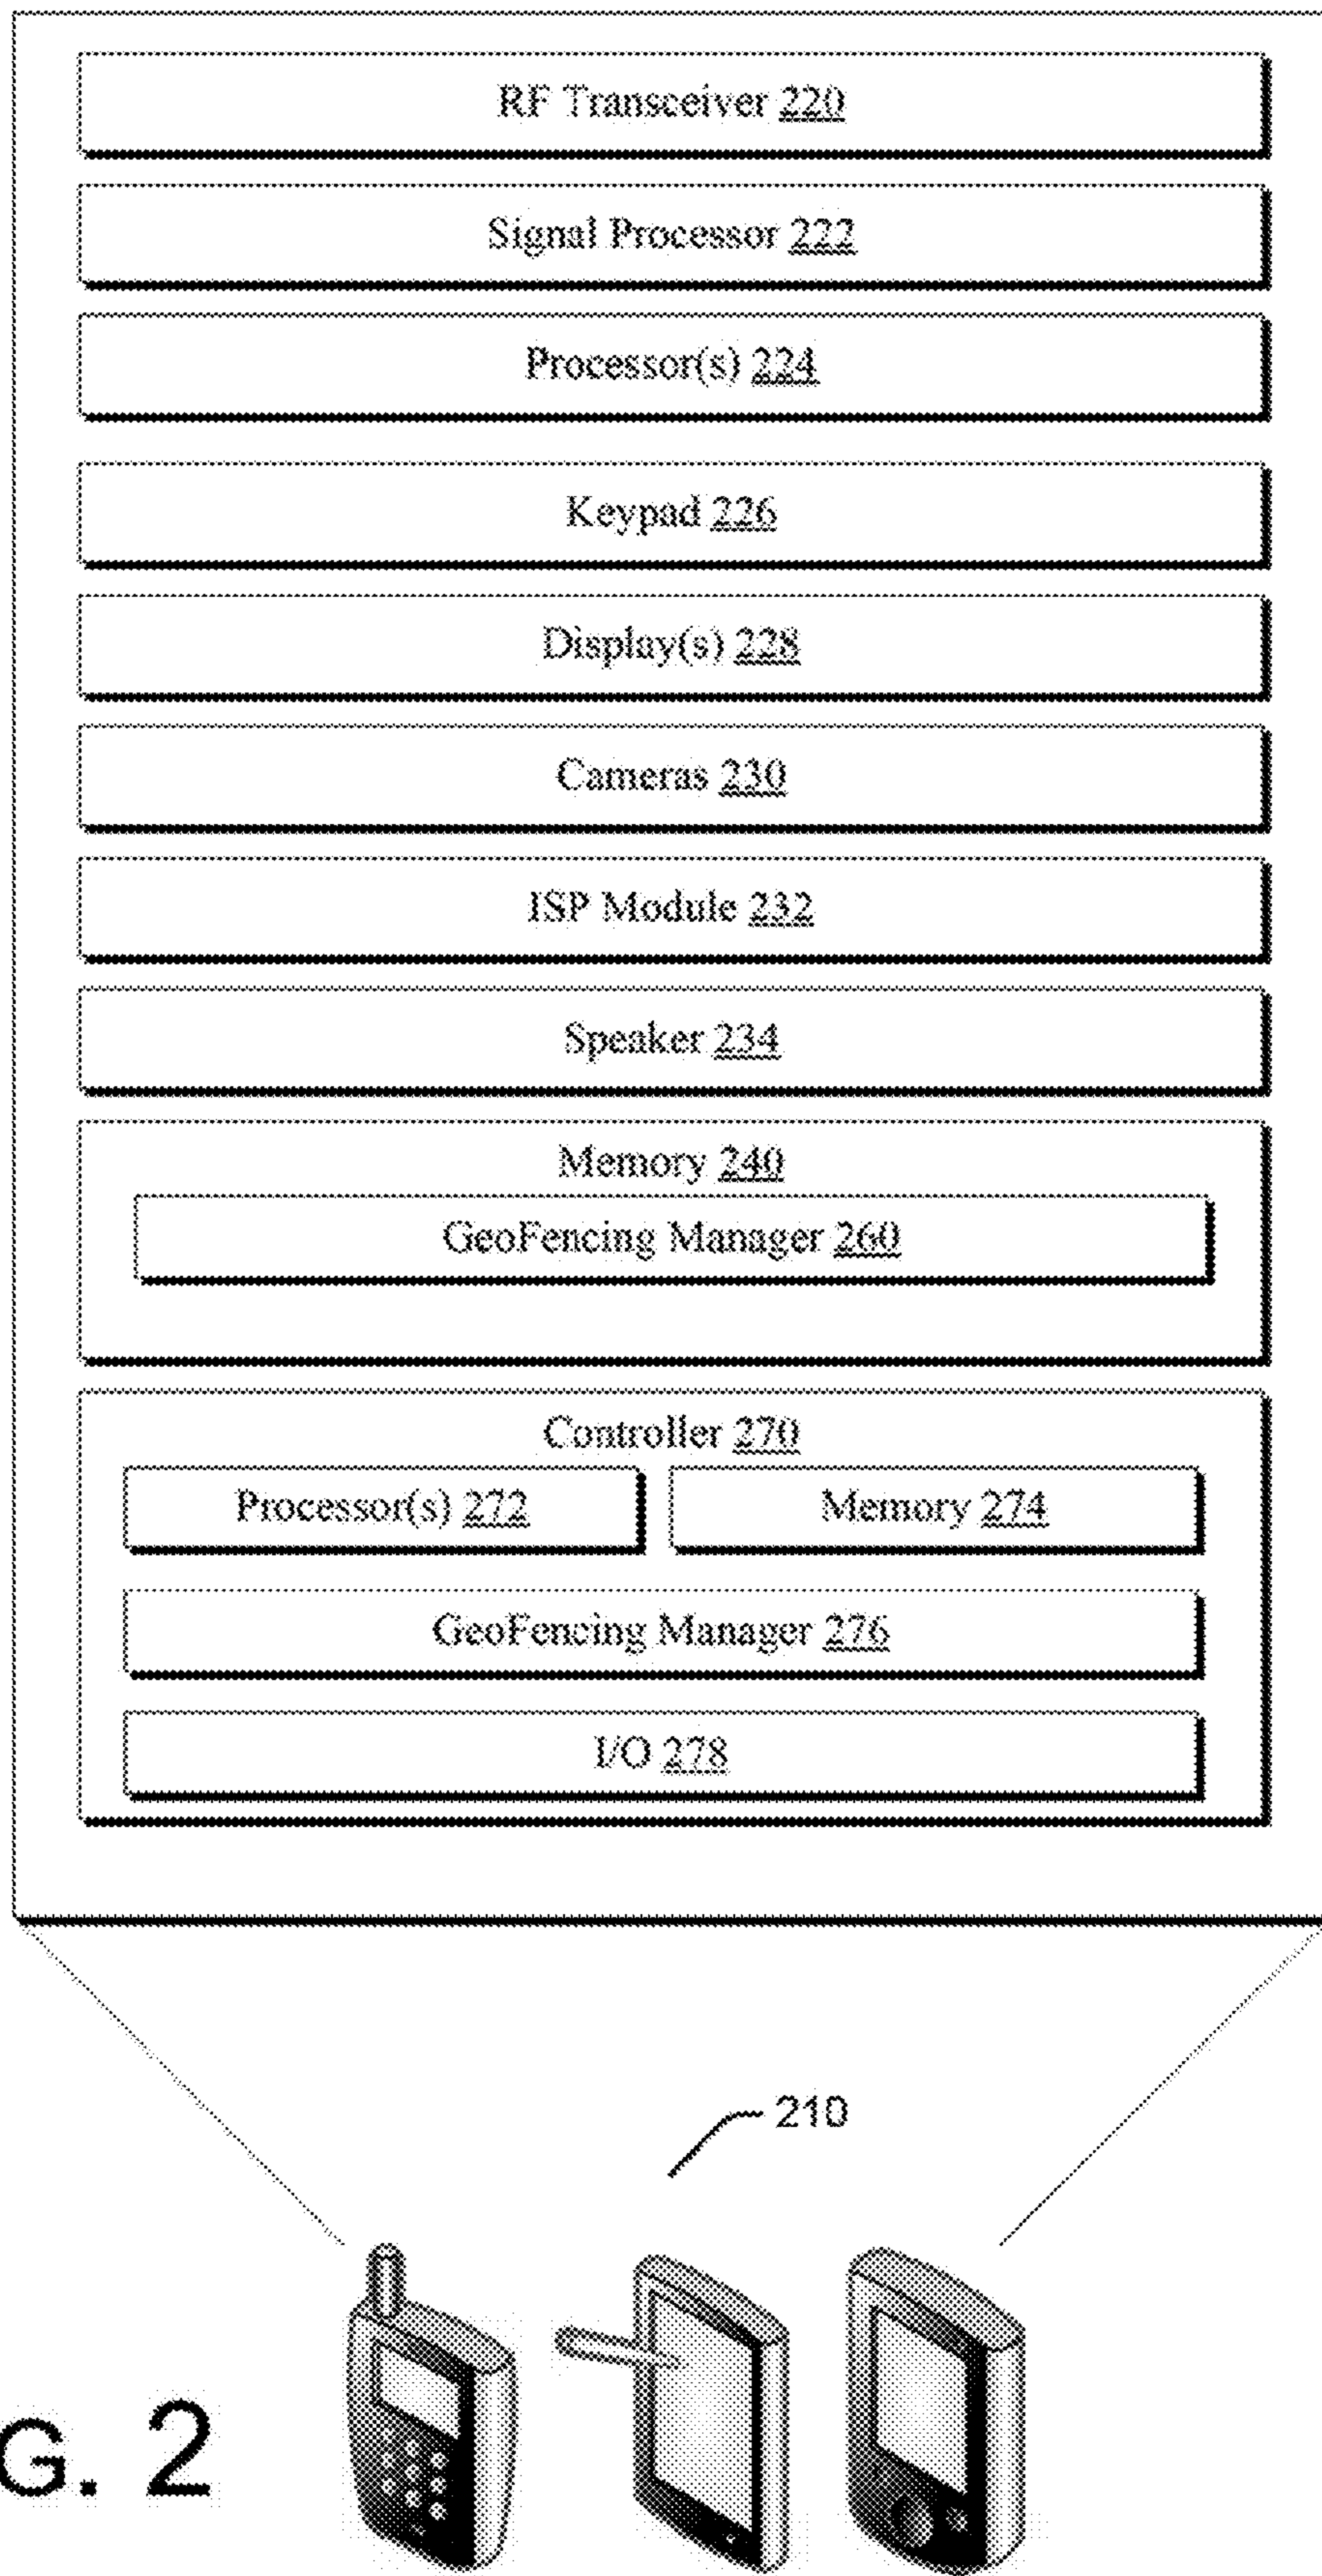 RF Transceiver 220
Signal Processor 222
Processor(s) 224
Keypad 226
Display(s) 228
Cameras 230
ISP Module 232
Speaker 234
Memory 240
GeoFencing Manager 260
Controller 270
Processor(s) 272 Memory 274
GeoFencing Manager 276
I/O 278
210
G. 2